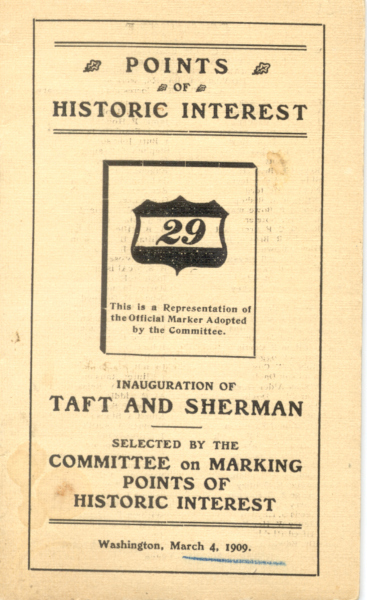 POINTS
OF
HISTORIC INTEREST
29
This is a Representation of
the Official Marker Adopted
by the Committee.
INAUGURATION OF
TAFT AND SHERMAN
SELECTED BY THE
COMMITTEE on MARKING
POINTS OF
HISTORIC INTEREST
Washington, March 4, 1909.